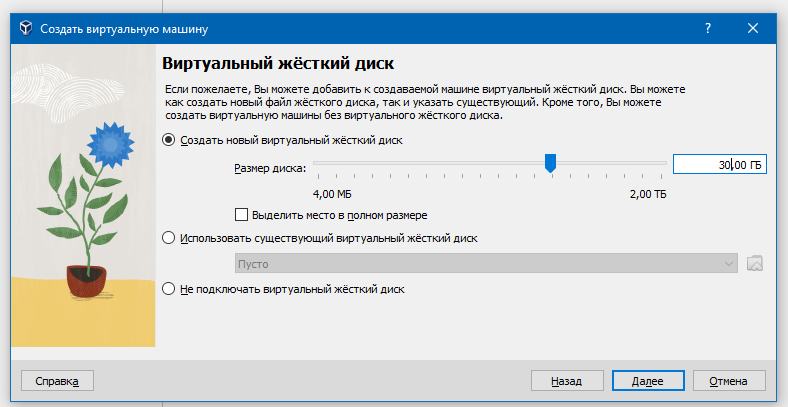 Создать виртуальную машину
Виртуальный жёсткий диск
Если пожелаете, Вы можете добавить к создаваемой машине виртуальный жёсткий диск. Вы можете
как создать новый файл жёсткого диска, так и указать существующий. Кроме того, Вы можете
создать виртуальную машины без виртуального жёсткого диска.
Создать новый виртуальный жёсткий диск
Размер диска:
30,00 ГБ
4,00 МБ
2,00 ТБ
Выделить место в полном размере
Использовать существующий виртуальный жёсткий диск
Пусто
Не подключать виртуальный жёсткий диск
Справка
Назад
Далее
Отмена